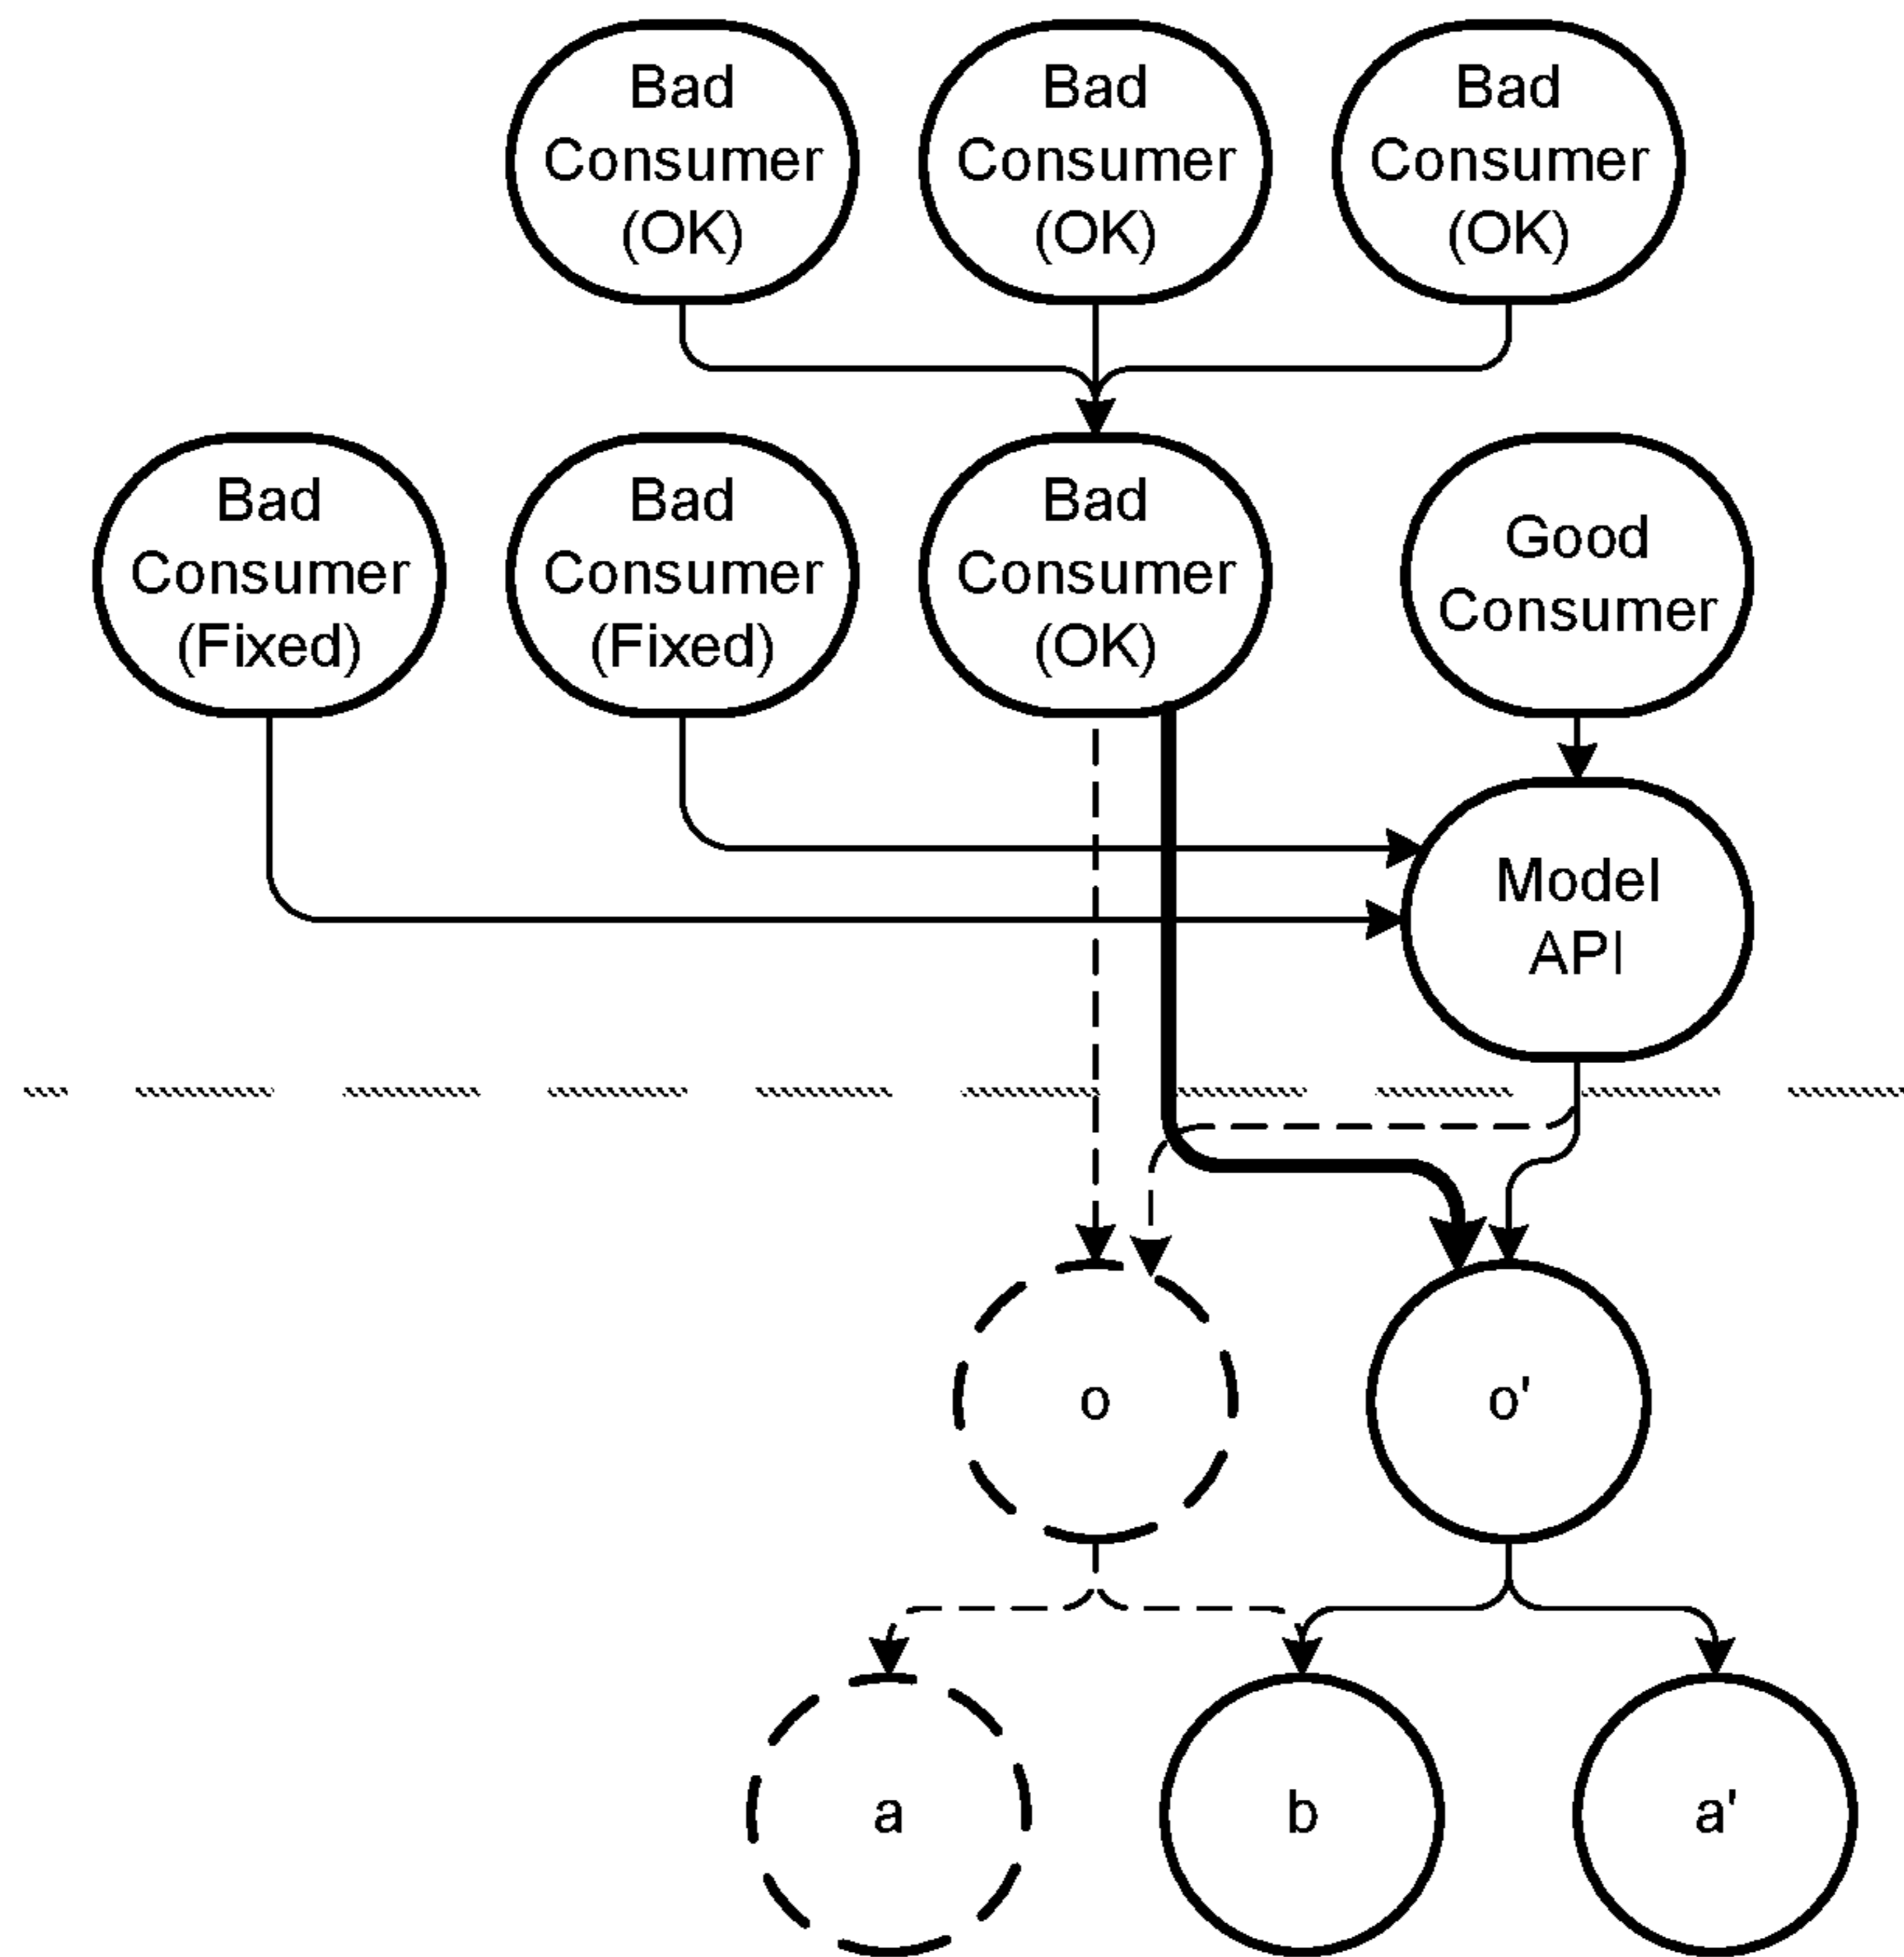 Bad
Consumer
(OK)
Bad
Consumer
(OK)
Bad
Consumer
(OK)
Bad
Consumer
(Fixed)
Bad
Consumer
(Fixed)
Bad
Consumer
(OK)
Good
Consumer
Model
API
o
o'
a
b
a'